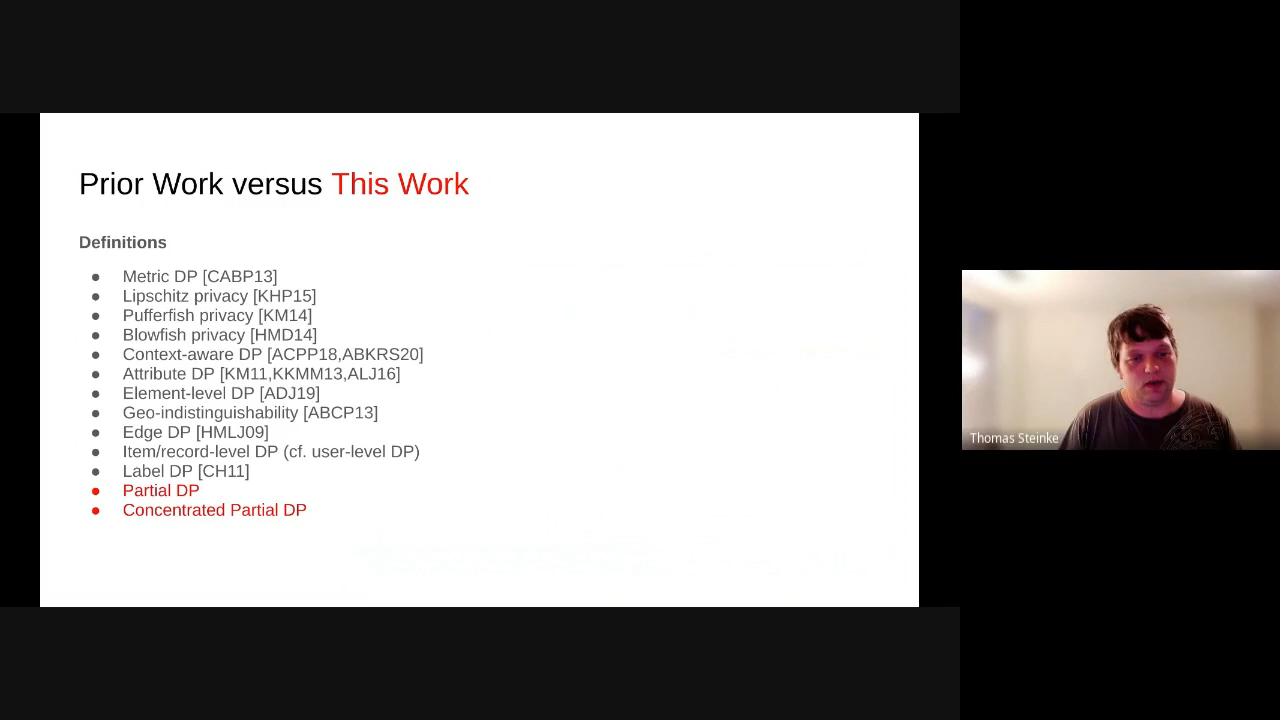 Prior Work versus This Work
Definitions
● Metric DP [CABP13]
● Lipschitz privacy [KHP15]
● Pufferfish privacy [KM14]
● Blowfish privacy [HMD14]
● Context-aware DP [ACPP18,ABKRS20]
● Attribute DP [KM11,KKMM13,ALJ16]
● Element-level DP [ADJ19]
● Geo-indistinguishability [ABCP13]
● Edge DP [HMLJ09]
● Item/record-level DP (cf. user-level DP)
● Label DP [CH11]
● Partial DP
● Concentrated Partial DP
Thomas Steinke